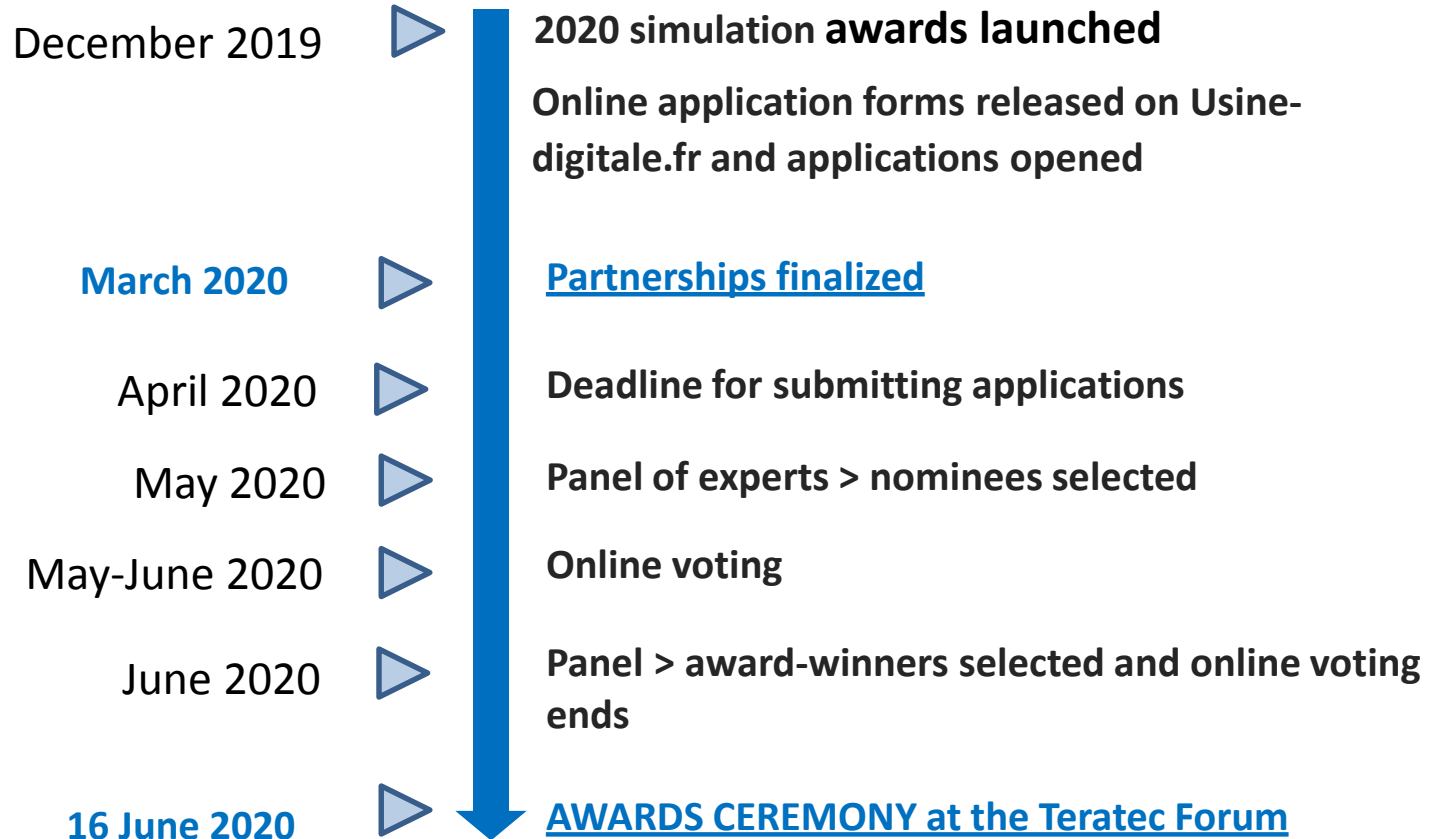 December 2019
2020 simulation awards launched
Online application forms released on Usine-
digitale.fr and applications opened
March 2020
Partnerships finalized
April 2020
Deadline for submitting applications
May 2020
Panel of experts > nominees selected
May-June 2020
Online voting
June 2020
Panel > award-winners selected and online voting
ends
16 June 2020
AWARDS CEREMONY at the Teratec Forum